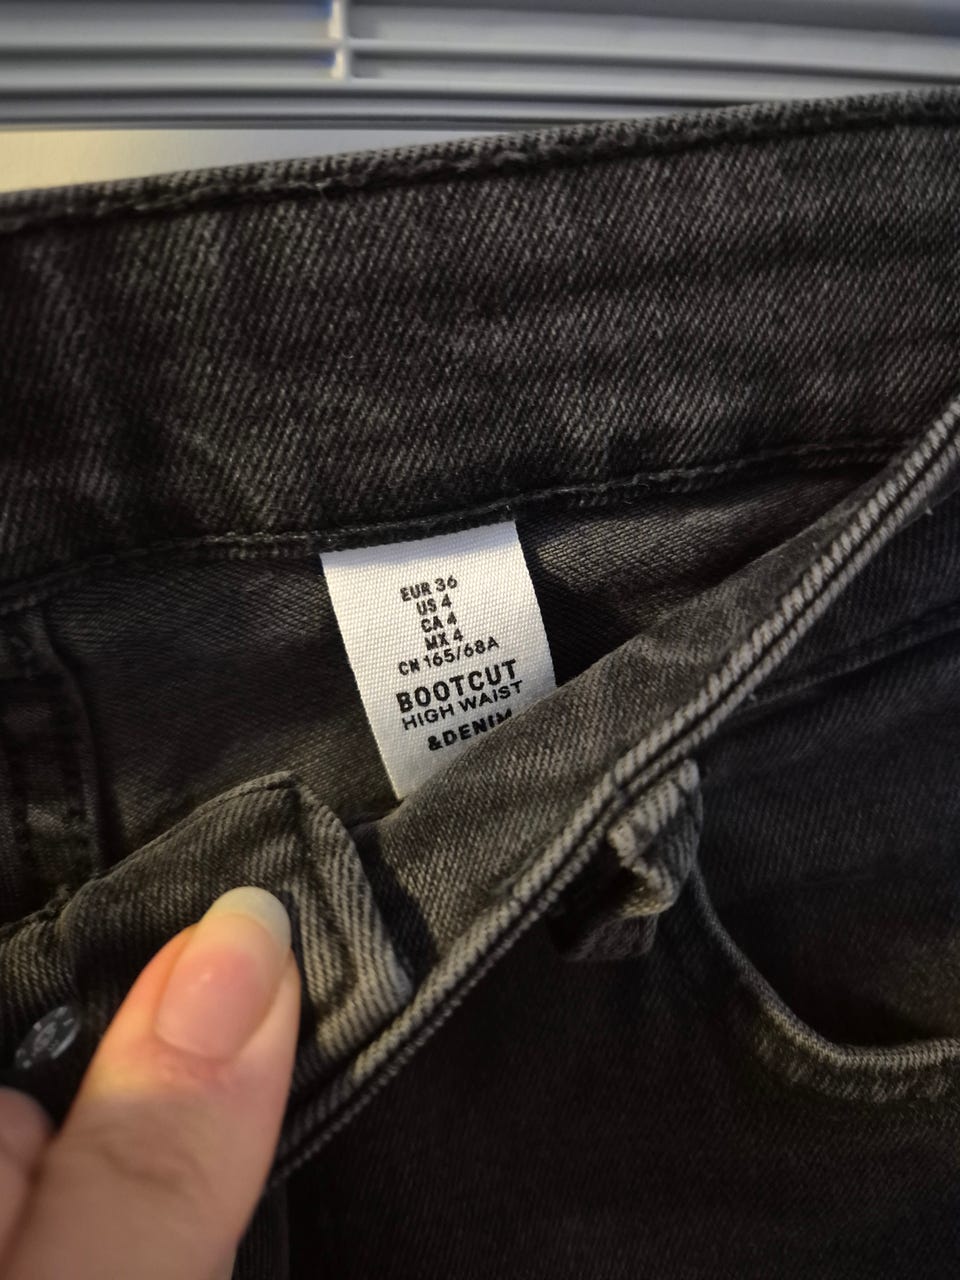 EUR 36
US 4
CA 4
MX 4
CN 165/68A
BOOTCUT
HIGH WAIST
&DENIM